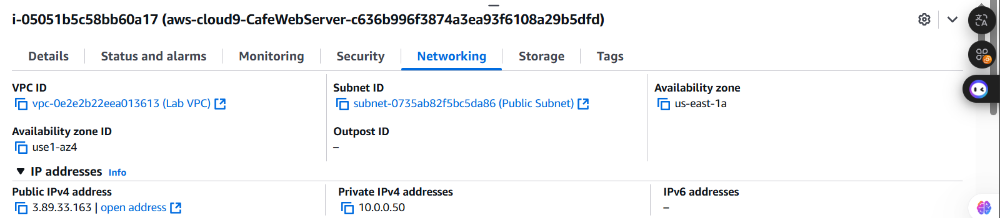 i-05051b5c58bb60a17 (aws-cloud9-CafeWebServer-c636b996f3874a3ea93f6108a29b5dfd)
Details Status and alarms Monitoring Security Networking Storage Tags
VPC ID Subnet ID Availability zone
vpc-0e2e2b22eea013613 (Lab VPC) subnet-0735ab82f5bc5da86 (Public Subnet) us-east-1a
Availability zone ID Outpost ID
use1-az4 –
IP addresses Info
Public IPv4 address Private IPv4 addresses IPv6 addresses
3.89.33.163 | open address 10.0.0.50 –